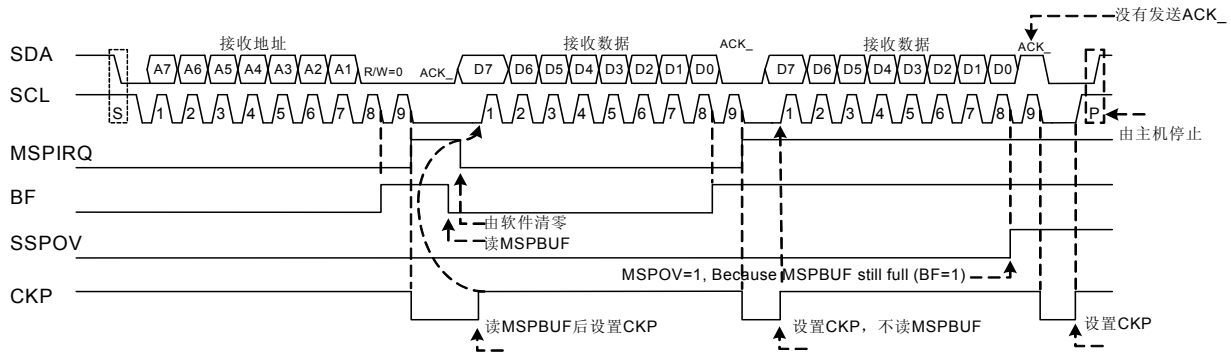 没有发送ACK_
接收地址 接收数据 ACK_ 接收数据 ACK_
SDA A7 A6 A5 A4 A3 A2 A1 R/W=0 ACK_ D7 D6 D5 D4 D3 D2 D1 D0 D7 D6 D5 D4 D3 D2 D1 D0
SCL S 1 2 3 4 5 6 7 8 9 1 2 3 4 5 6 7 8 9 1 2 3 4 5 6 7 8 9 P
由主机停止
MSPIRQ
BF
由软件清零
读MSPBUF
SSPOV
MSPOV=1, Because MSPBUF still full (BF=1)
CKP
读MSPBUF后设置CKP 设置CKP，不读MSPBUF 设置CKP